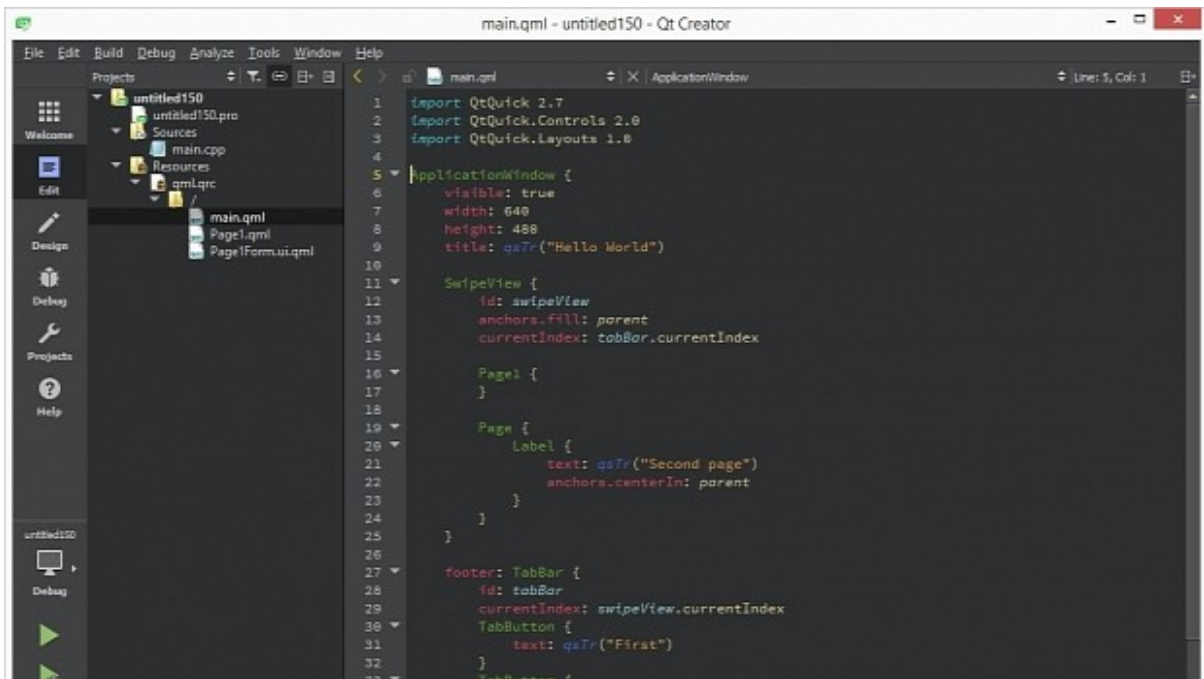 main.qml - untitled150 - Qt Creator
File Edit Build Debug Analyze Tools Window Help
Projects
main.qml
ApplicationWindow
Line: 5, Col: 1
Welcome
Edit
Design
Debug
Projects
Help
untitled150
Debug
untitled150
untitled150.pro
Sources
main.cpp
Resources
qml.qrc
/
main.qml
Page1.qml
Page1Form.ui.qml
1 import QtQuick 2.7
2 import QtQuick.Controls 2.0
3 import QtQuick.Layouts 1.0
4
5 ApplicationWindow {
6 visible: true
7 width: 640
8 height: 480
9 title: qsTr("Hello World")
10
11 SwipeView {
12 id: swipeView
13 anchors.fill: parent
14 currentIndex: tabBar.currentIndex
15
16 Page1 {
17 }
18
19 Page {
20 Label {
21 text: qsTr("Second page")
22 anchors.centerIn: parent
23 }
24 }
25 }
26
27 footer: TabBar {
28 id: tabBar
29 currentIndex: swipeView.currentIndex
30 TabButton {
31 text: qsTr("First")
32 }
33 TabButton {